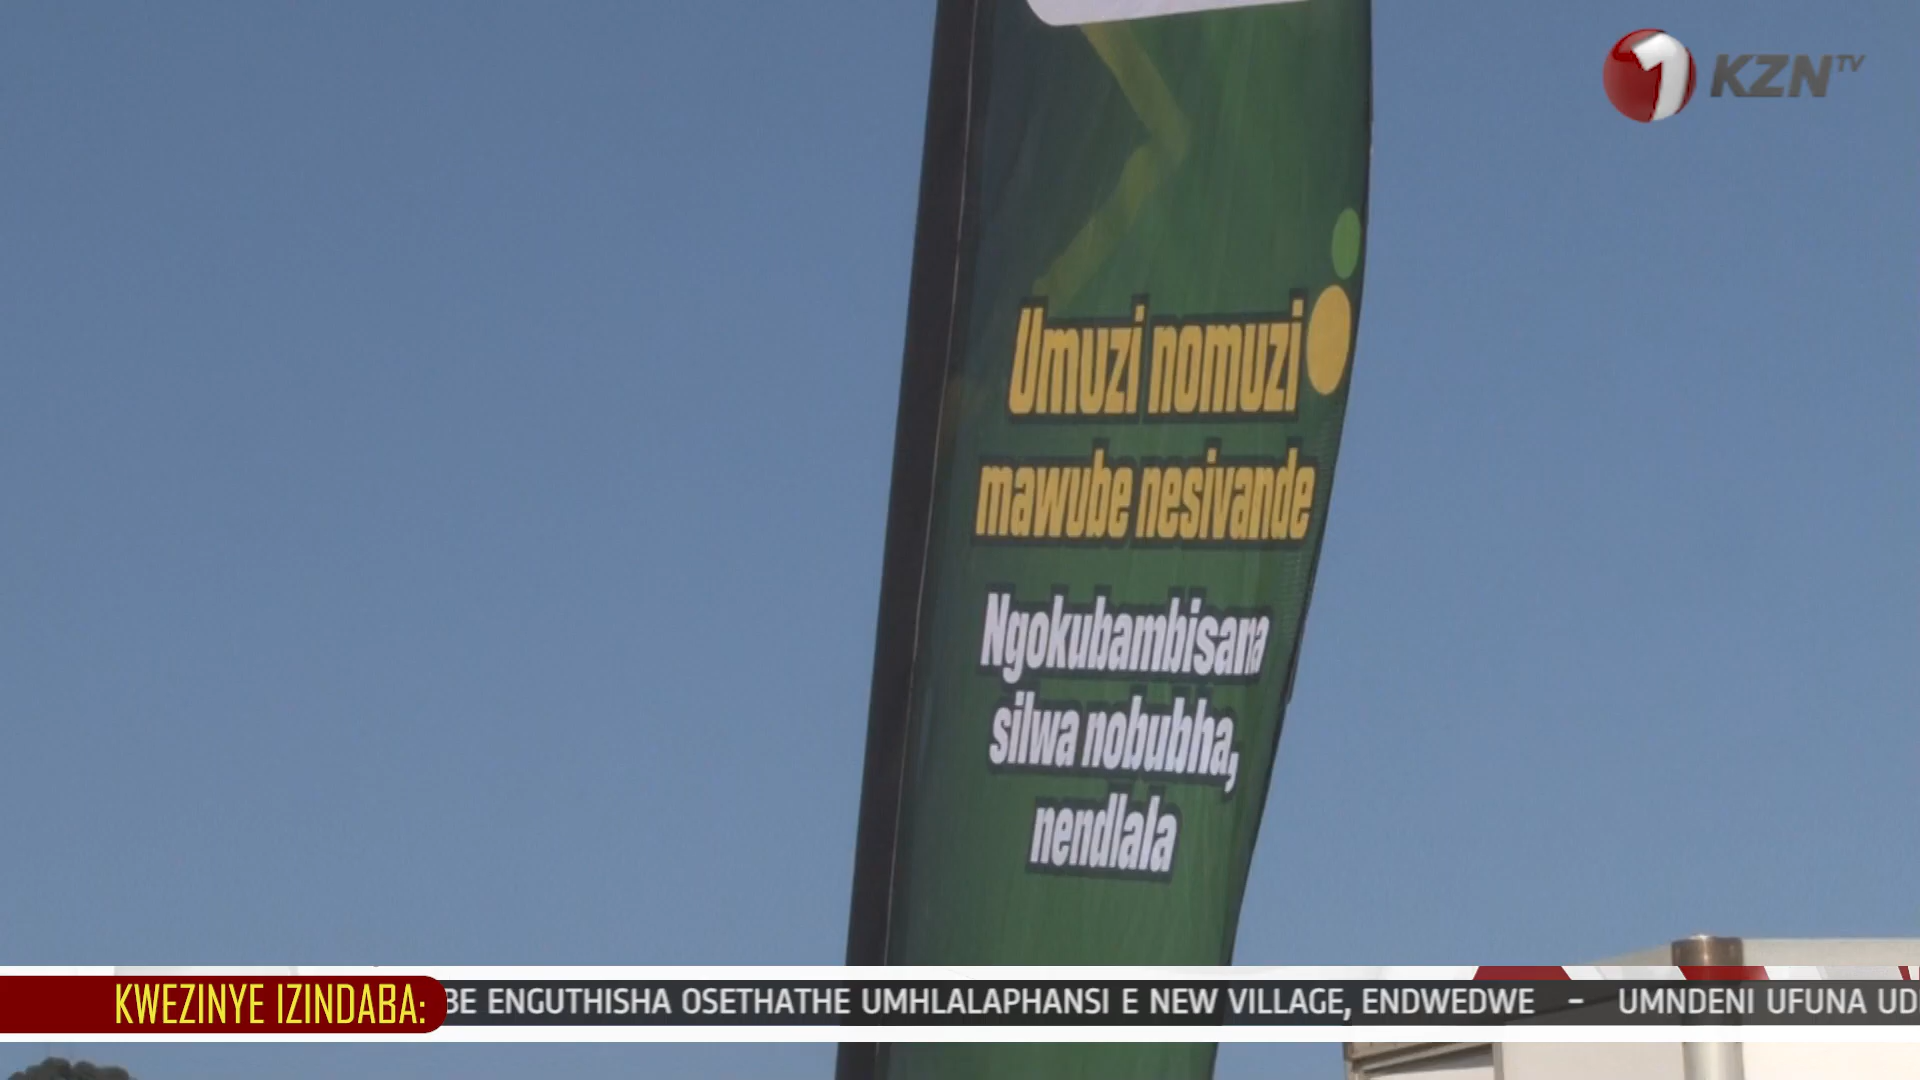 1 KZN TV
Umuzi nomuzi
mawube nesivande
Ngokubambisana
silwa nobubha,
nendlala
KWEZINYE IZINDABA: BE ENGUTHISHA OSETHATHE UMHLALAPHANSI E NEW VILLAGE, ENDWEDWE - UMNDENI UFUNA UD